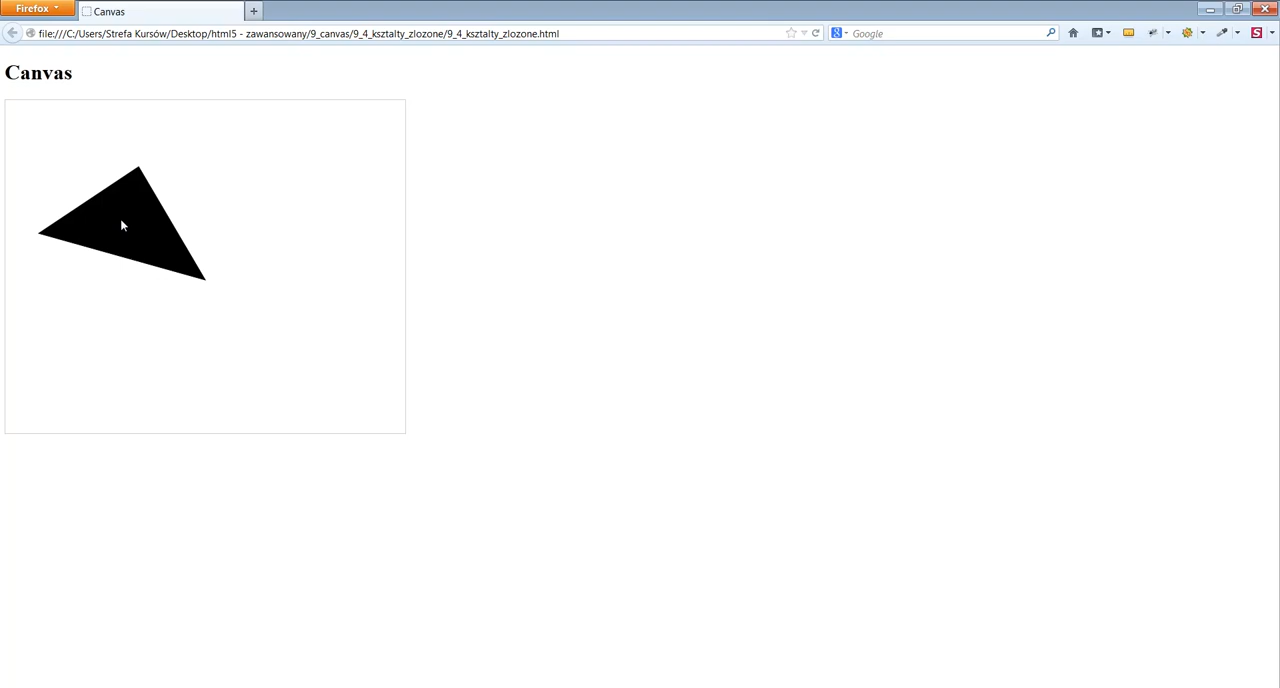 Firefox
Canvas
file:///C:/Users/Strefa Kursów/Desktop/html5 - zawansowany/9_canvas/9_4_ksztalty_zlozone/9_4_ksztalty_zlozone.html
Google
Canvas